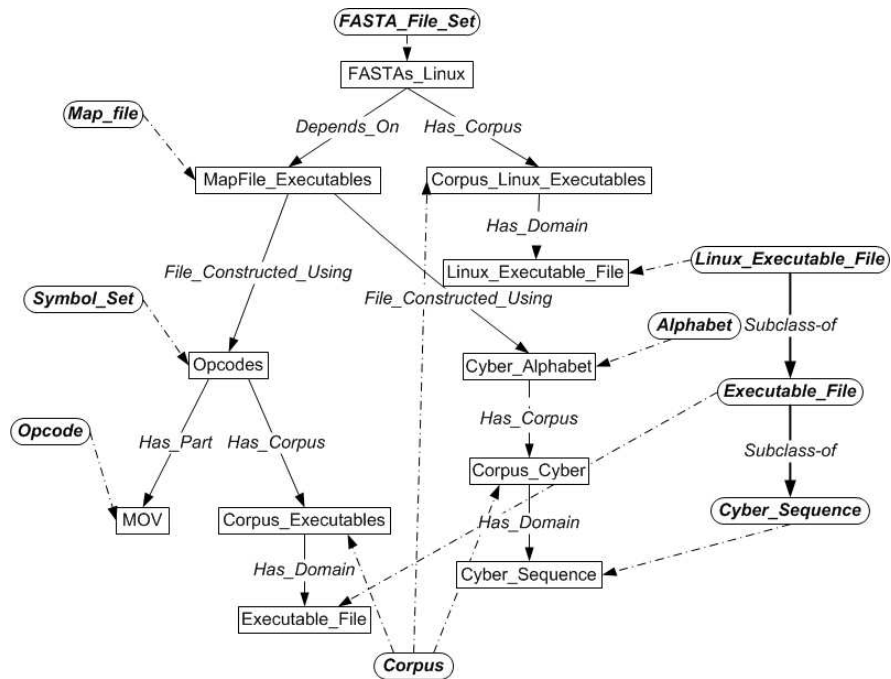 FASTA_File_Set
FASTAs_Linux
Map_file
Depends_On
Has_Corpus
MapFile_Executables
Corpus_Linux_Executables
Has_Domain
File_Constructed_Using
Linux_Executable_File
Linux_Executable_File
Symbol_Set
File_Constructed_Using
Alphabet
Subclass-of
Opcodes
Cyber_Alphabet
Executable_File
Opcode
Has_Part
Has_Corpus
Has_Corpus
Subclass-of
Corpus_Cyber
MOV
Corpus_Executables
Has_Domain
Cyber_Sequence
Has_Domain
Cyber_Sequence
Executable_File
Corpus